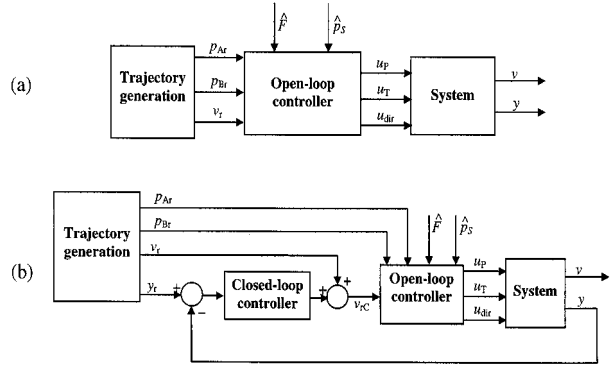 (a)
Trajectory generation
p_Ar
p_Br
v_r
F̂
p̂_S
Open-loop controller
u_P
u_T
u_dir
System
v
y
(b)
Trajectory generation
p_Ar
p_Br
v_r
y_r
+
−
Closed-loop controller
+
+
v_rC
F̂
p̂_S
Open-loop controller
u_P
u_T
u_dir
System
v
y